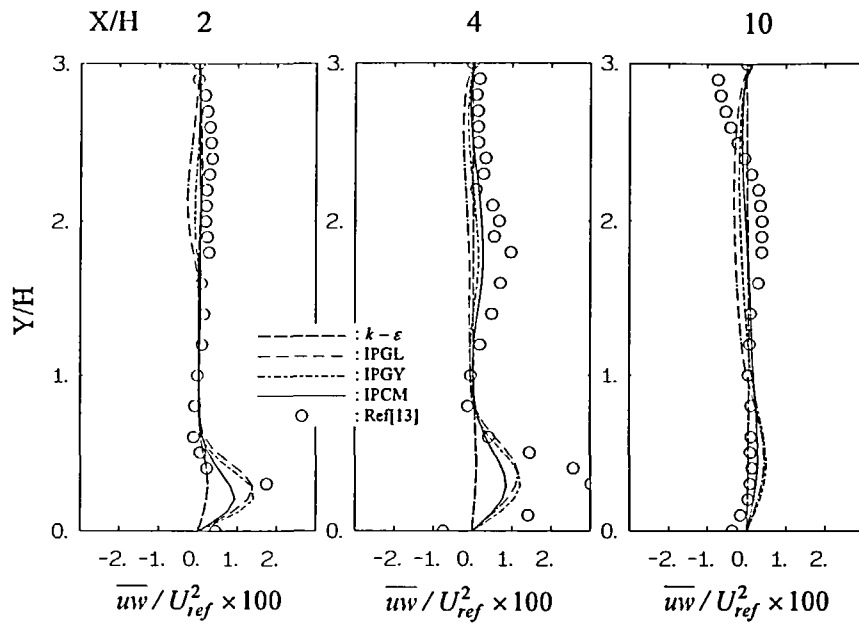 X/H 2 4 10
3. 3. 3.
2. 2. 2.
Y/H
: k − ε
: IPGL
: IPGY
1. : IPCM 1. 1.
: Ref[13]
0. 0. 0.
-2. -1. 0. 1. 2. -2. -1. 0. 1. 2. -2. -1. 0. 1. 2.
uw / U²ref × 100 uw / U²ref × 100 uw / U²ref × 100